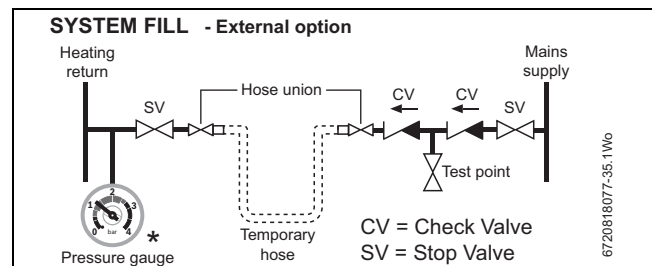 SYSTEM FILL - External option
Heating
return
Mains
supply
SV
Hose union
CV
CV
SV
Test point
0
1
2
3
4
bar
*
Pressure gauge
Temporary
hose
CV = Check Valve
SV = Stop Valve
6720818077-35.1Wo